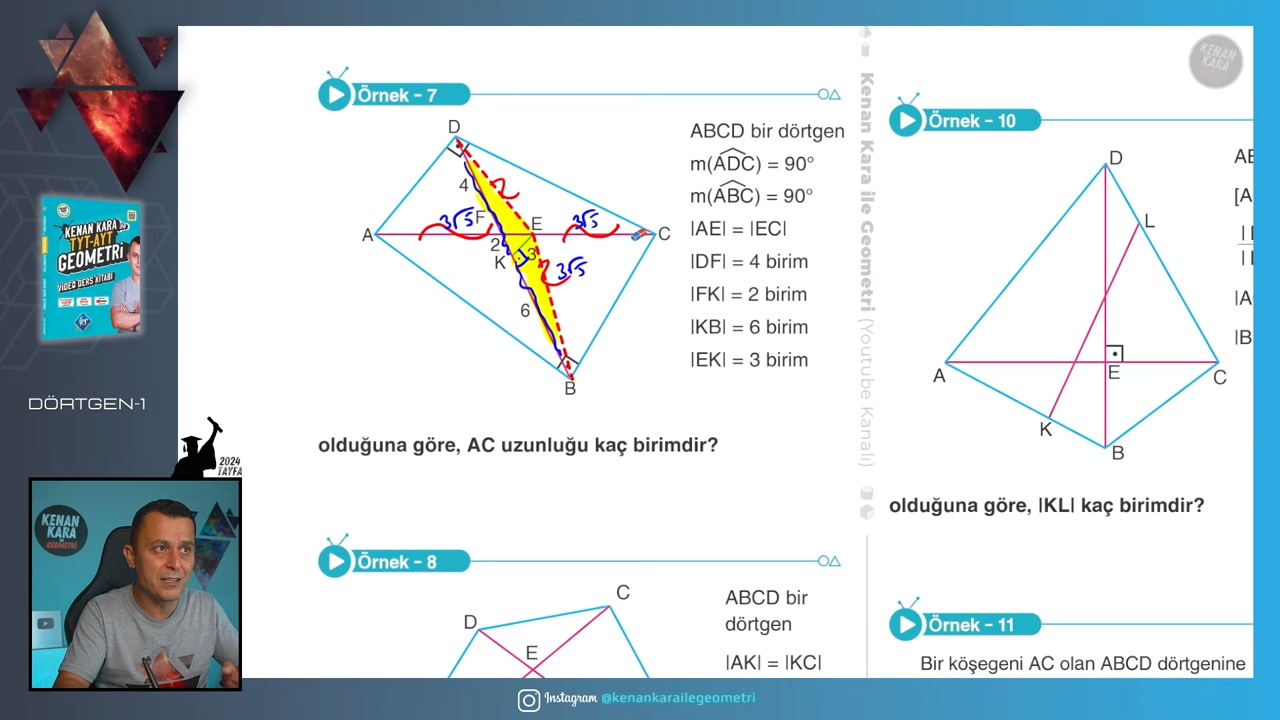 KENAN KARA ile
TYT-AYT
GEOMETRİ
VİDEO DERS KİTABI
DÖRTGEN-1
2024
TAYFA
KENAN
KARA
GEOMETRİ
Örnek - 7
D
4
2
3√5
F
E
3√5
A
C
2
K
3
2
3√5
6
B
ABCD bir dörtgen
m(ADC) = 90°
m(ABC) = 90°
|AE| = |EC|
|DF| = 4 birim
|FK| = 2 birim
|KB| = 6 birim
|EK| = 3 birim
olduğuna göre, AC uzunluğu kaç birimdir?
Örnek - 8
C
D
E
ABCD bir
dörtgen
|AK| = |KC|
Kenan Kara ile Geometri (Youtube Kanalı)
KENAN
KARA
Örnek - 10
D
L
A
E
C
K
B
AB
[A
|B
olduğuna göre, |KL| kaç birimdir?
Örnek - 11
Bir köşegeni AC olan ABCD dörtgenine
Instagram @kenankarailegeometri